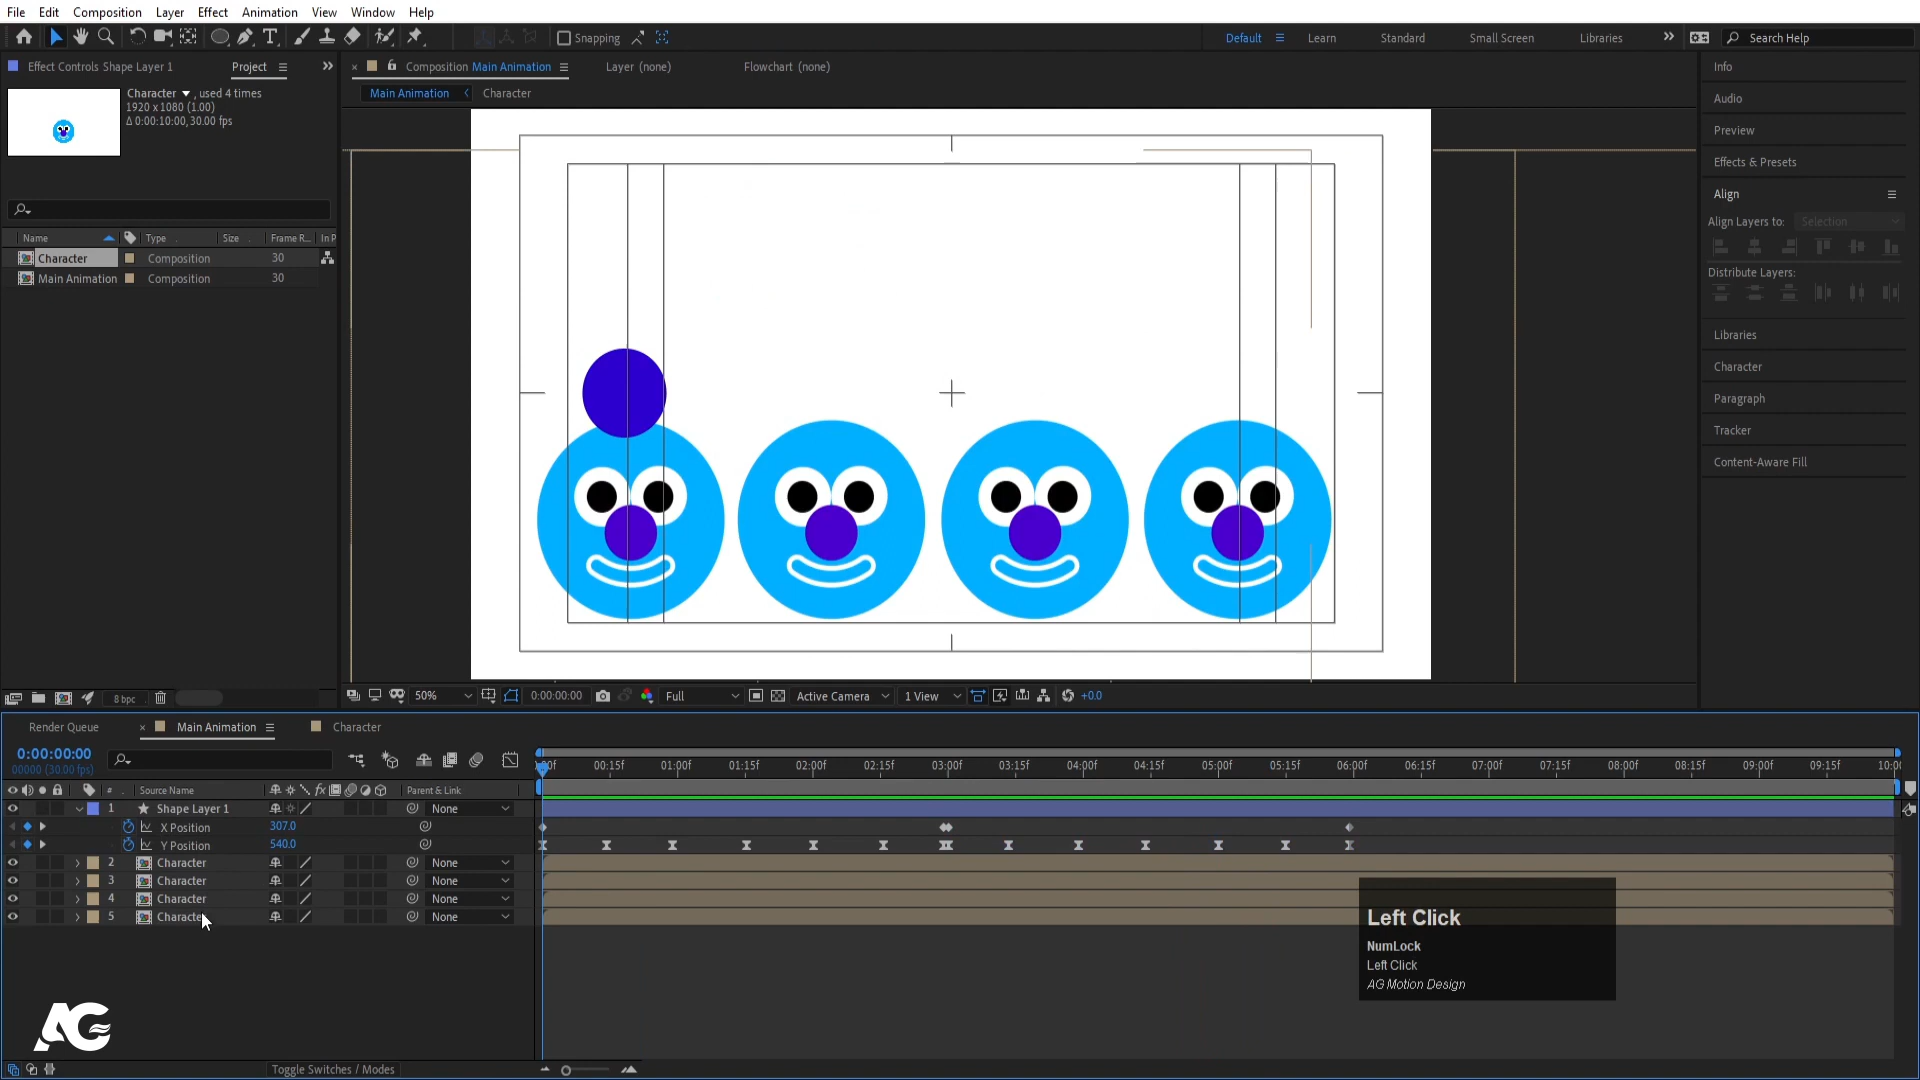 File Edit Composition Layer Effect Animation View Window Help
Snapping
Default Learn Standard Small Screen Libraries
Search Help
Effect Controls Shape Layer 1 Project
Character , used 4 times
1920 x 1080 (1.00)
Δ 0:00:10:00, 30.00 fps
Name Type Size Frame R... In P
Character Composition 30
Main Animation Composition 30
8 bpc
Composition Main Animation Layer (none) Flowchart (none)
Main Animation Character
50% 0:00:00:00 Full Active Camera 1 View +0.0
Info
Audio
Preview
Effects & Presets
Align
Align Layers to: Selection
Distribute Layers:
Libraries
Character
Paragraph
Tracker
Content-Aware Fill
Render Queue Main Animation Character
0:00:00:00
00000 (30.00 fps)
# Source Name fx Parent & Link
00:15f 01:00f 01:15f 02:00f 02:15f 03:00f 03:15f 04:00f 04:15f 05:00f 05:15f 06:00f 06:15f 07:00f 07:15f 08:00f 08:15f 09:00f 09:15f
1 Shape Layer 1 None
X Position 307.0
Y Position 540.0
2 Character None
3 Character None
4 Character None
5 Character None
Left Click
NumLock
Left Click
AG Motion Design
AG
Toggle Switches / Modes